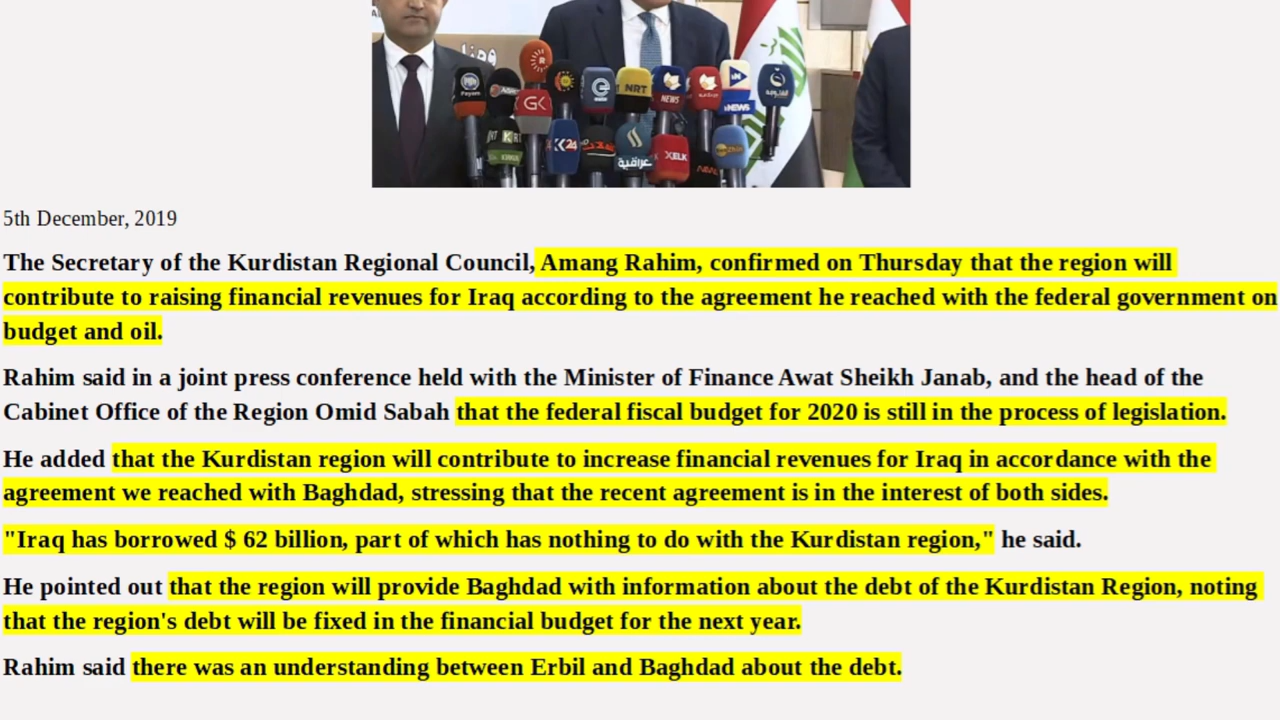 Payam
GK
NRT
NEWS
NEWS
KIRKUK
K24
عراقية
XELK
5th December, 2019
The Secretary of the Kurdistan Regional Council, Amang Rahim, confirmed on Thursday that the region will
contribute to raising financial revenues for Iraq according to the agreement he reached with the federal government on
budget and oil.
Rahim said in a joint press conference held with the Minister of Finance Awat Sheikh Janab, and the head of the
Cabinet Office of the Region Omid Sabah that the federal fiscal budget for 2020 is still in the process of legislation.
He added that the Kurdistan region will contribute to increase financial revenues for Iraq in accordance with the
agreement we reached with Baghdad, stressing that the recent agreement is in the interest of both sides.
"Iraq has borrowed $ 62 billion, part of which has nothing to do with the Kurdistan region," he said.
He pointed out that the region will provide Baghdad with information about the debt of the Kurdistan Region, noting
that the region's debt will be fixed in the financial budget for the next year.
Rahim said there was an understanding between Erbil and Baghdad about the debt.